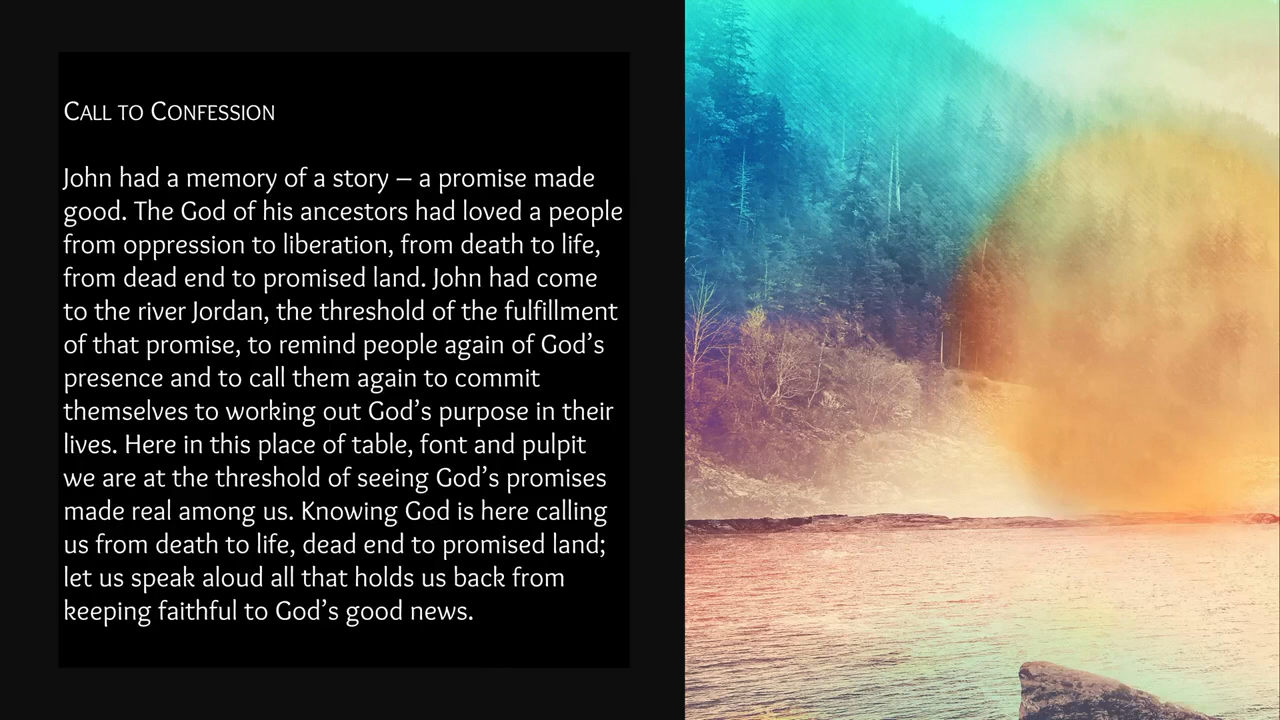 Call to Confession
John had a memory of a story – a promise made
good. The God of his ancestors had loved a people
from oppression to liberation, from death to life,
from dead end to promised land. John had come
to the river Jordan, the threshold of the fulfillment
of that promise, to remind people again of God’s
presence and to call them again to commit
themselves to working out God’s purpose in their
lives. Here in this place of table, font and pulpit
we are at the threshold of seeing God’s promises
made real among us. Knowing God is here calling
us from death to life, dead end to promised land;
let us speak aloud all that holds us back from
keeping faithful to God’s good news.